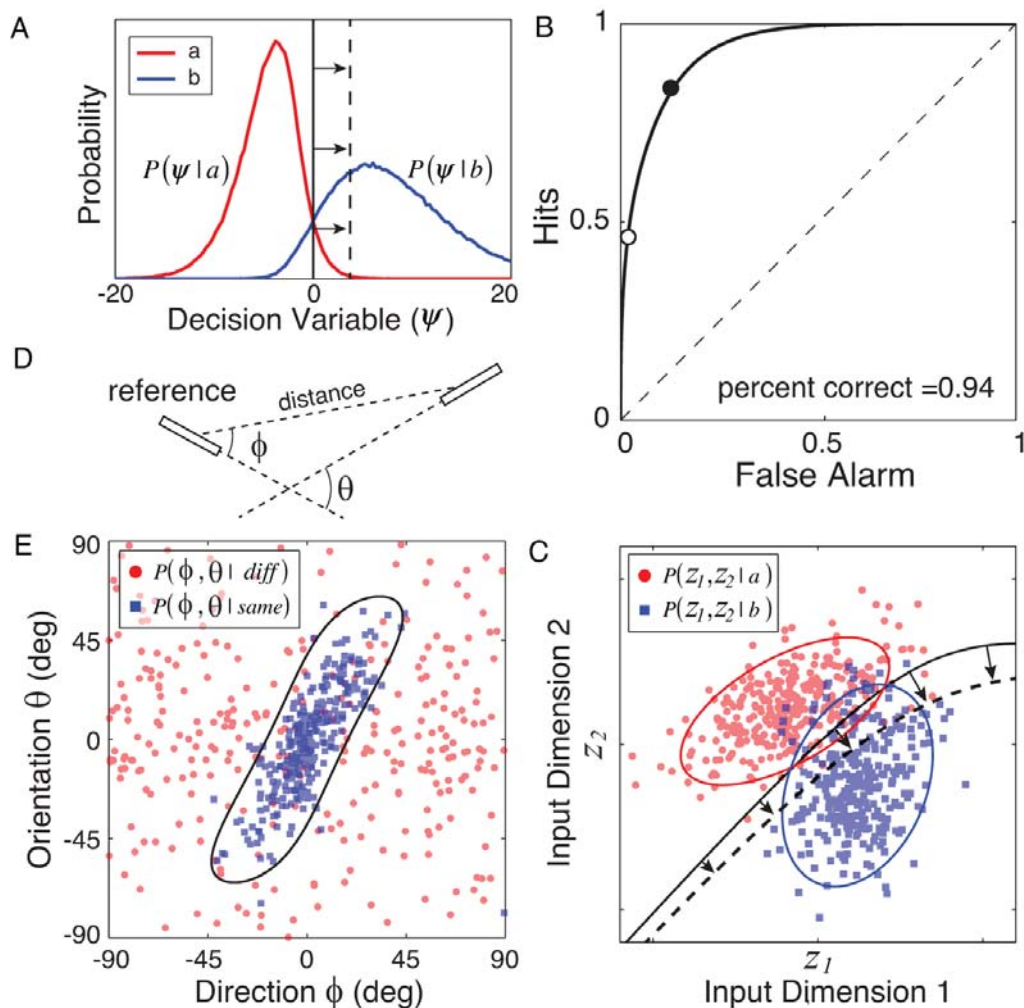 A
a
b
P(ψ | a)
P(ψ | b)
Probability
-20
0
20
Decision Variable (ψ)
B
1
0.5
0
Hits
percent correct =0.94
0
0.5
1
False Alarm
D
reference
distance
ϕ
θ
E
P(ϕ, θ | diff)
P(ϕ, θ | same)
90
45
0
-45
-90
Orientation θ (deg)
-90
-45
0
45
90
Direction ϕ (deg)
C
P(z1, z2 | a)
P(z1, z2 | b)
Input Dimension 2
z2
z1
Input Dimension 1